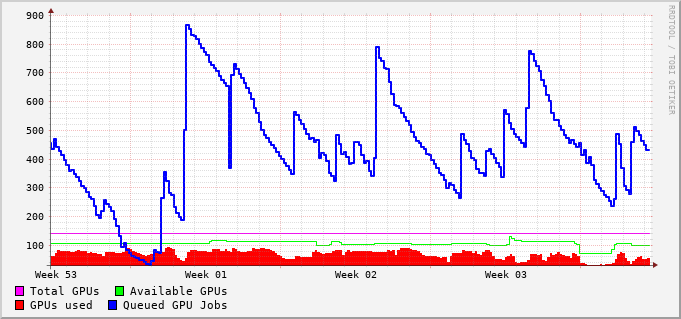 900
800
700
600
500
400
300
200
100
Week 53 Week 01 Week 02 Week 03
Total GPUs Available GPUs
GPUs used Queued GPU Jobs
RRDTOOL / TOBI OETIKER